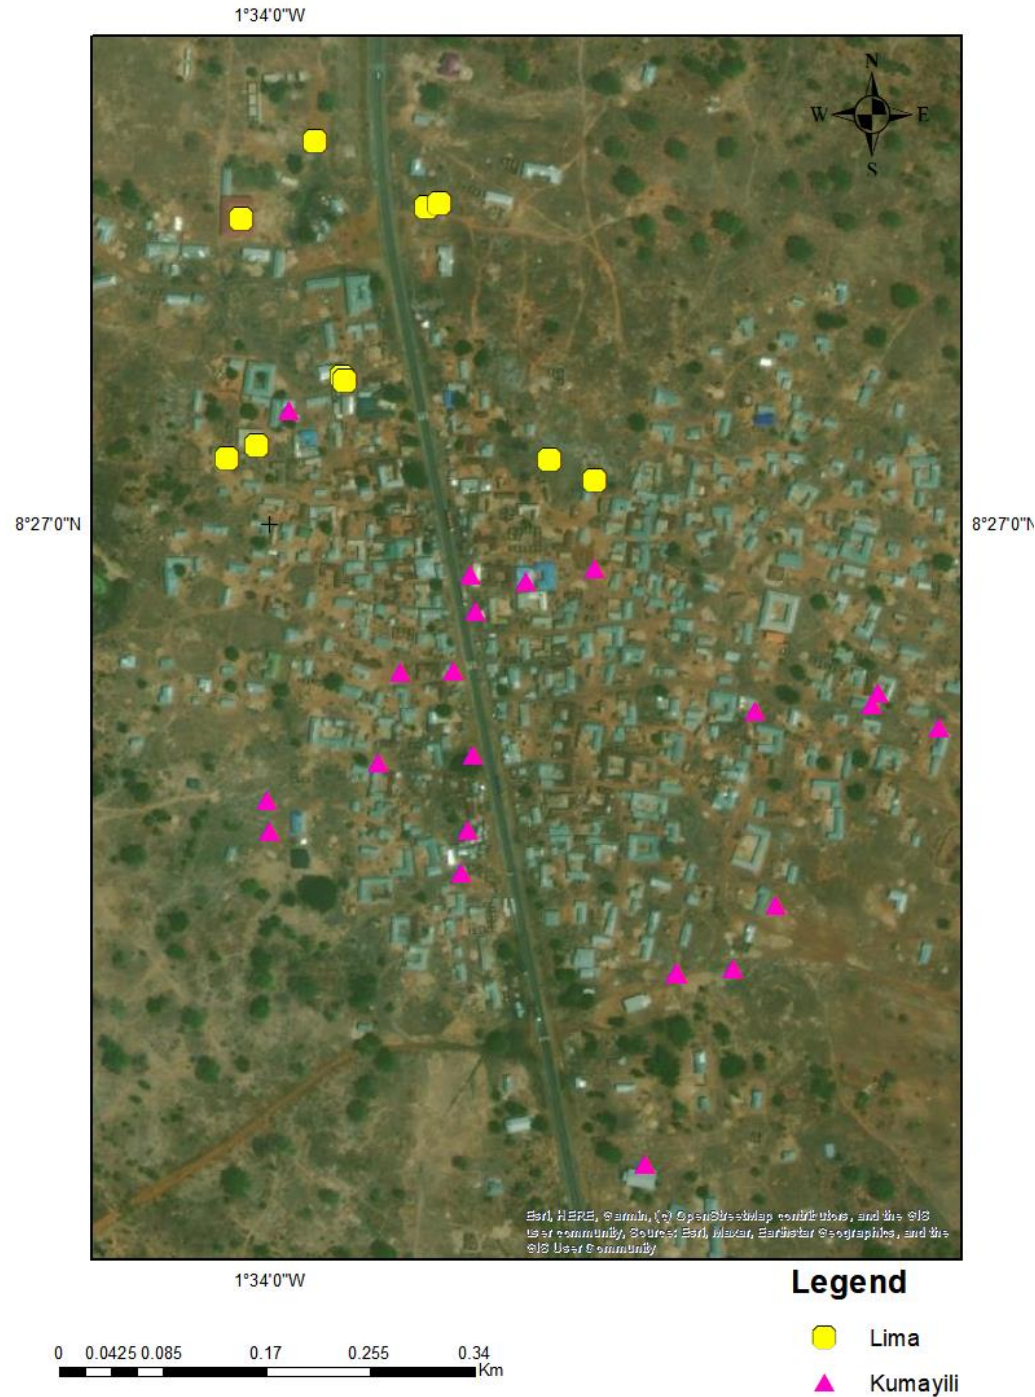 1°34'0"W
N
W E
S
8°27'0"N 8°27'0"N
Esri, HERE, Garmin, (c) OpenStreetMap contributors, and the GIS
user community, Source: Esri, Maxar, Earthstar Geographics, and the
GIS User Community
1°34'0"W
Legend
Lima
Kumayili
0 0.0425 0.085 0.17 0.255 0.34
Km